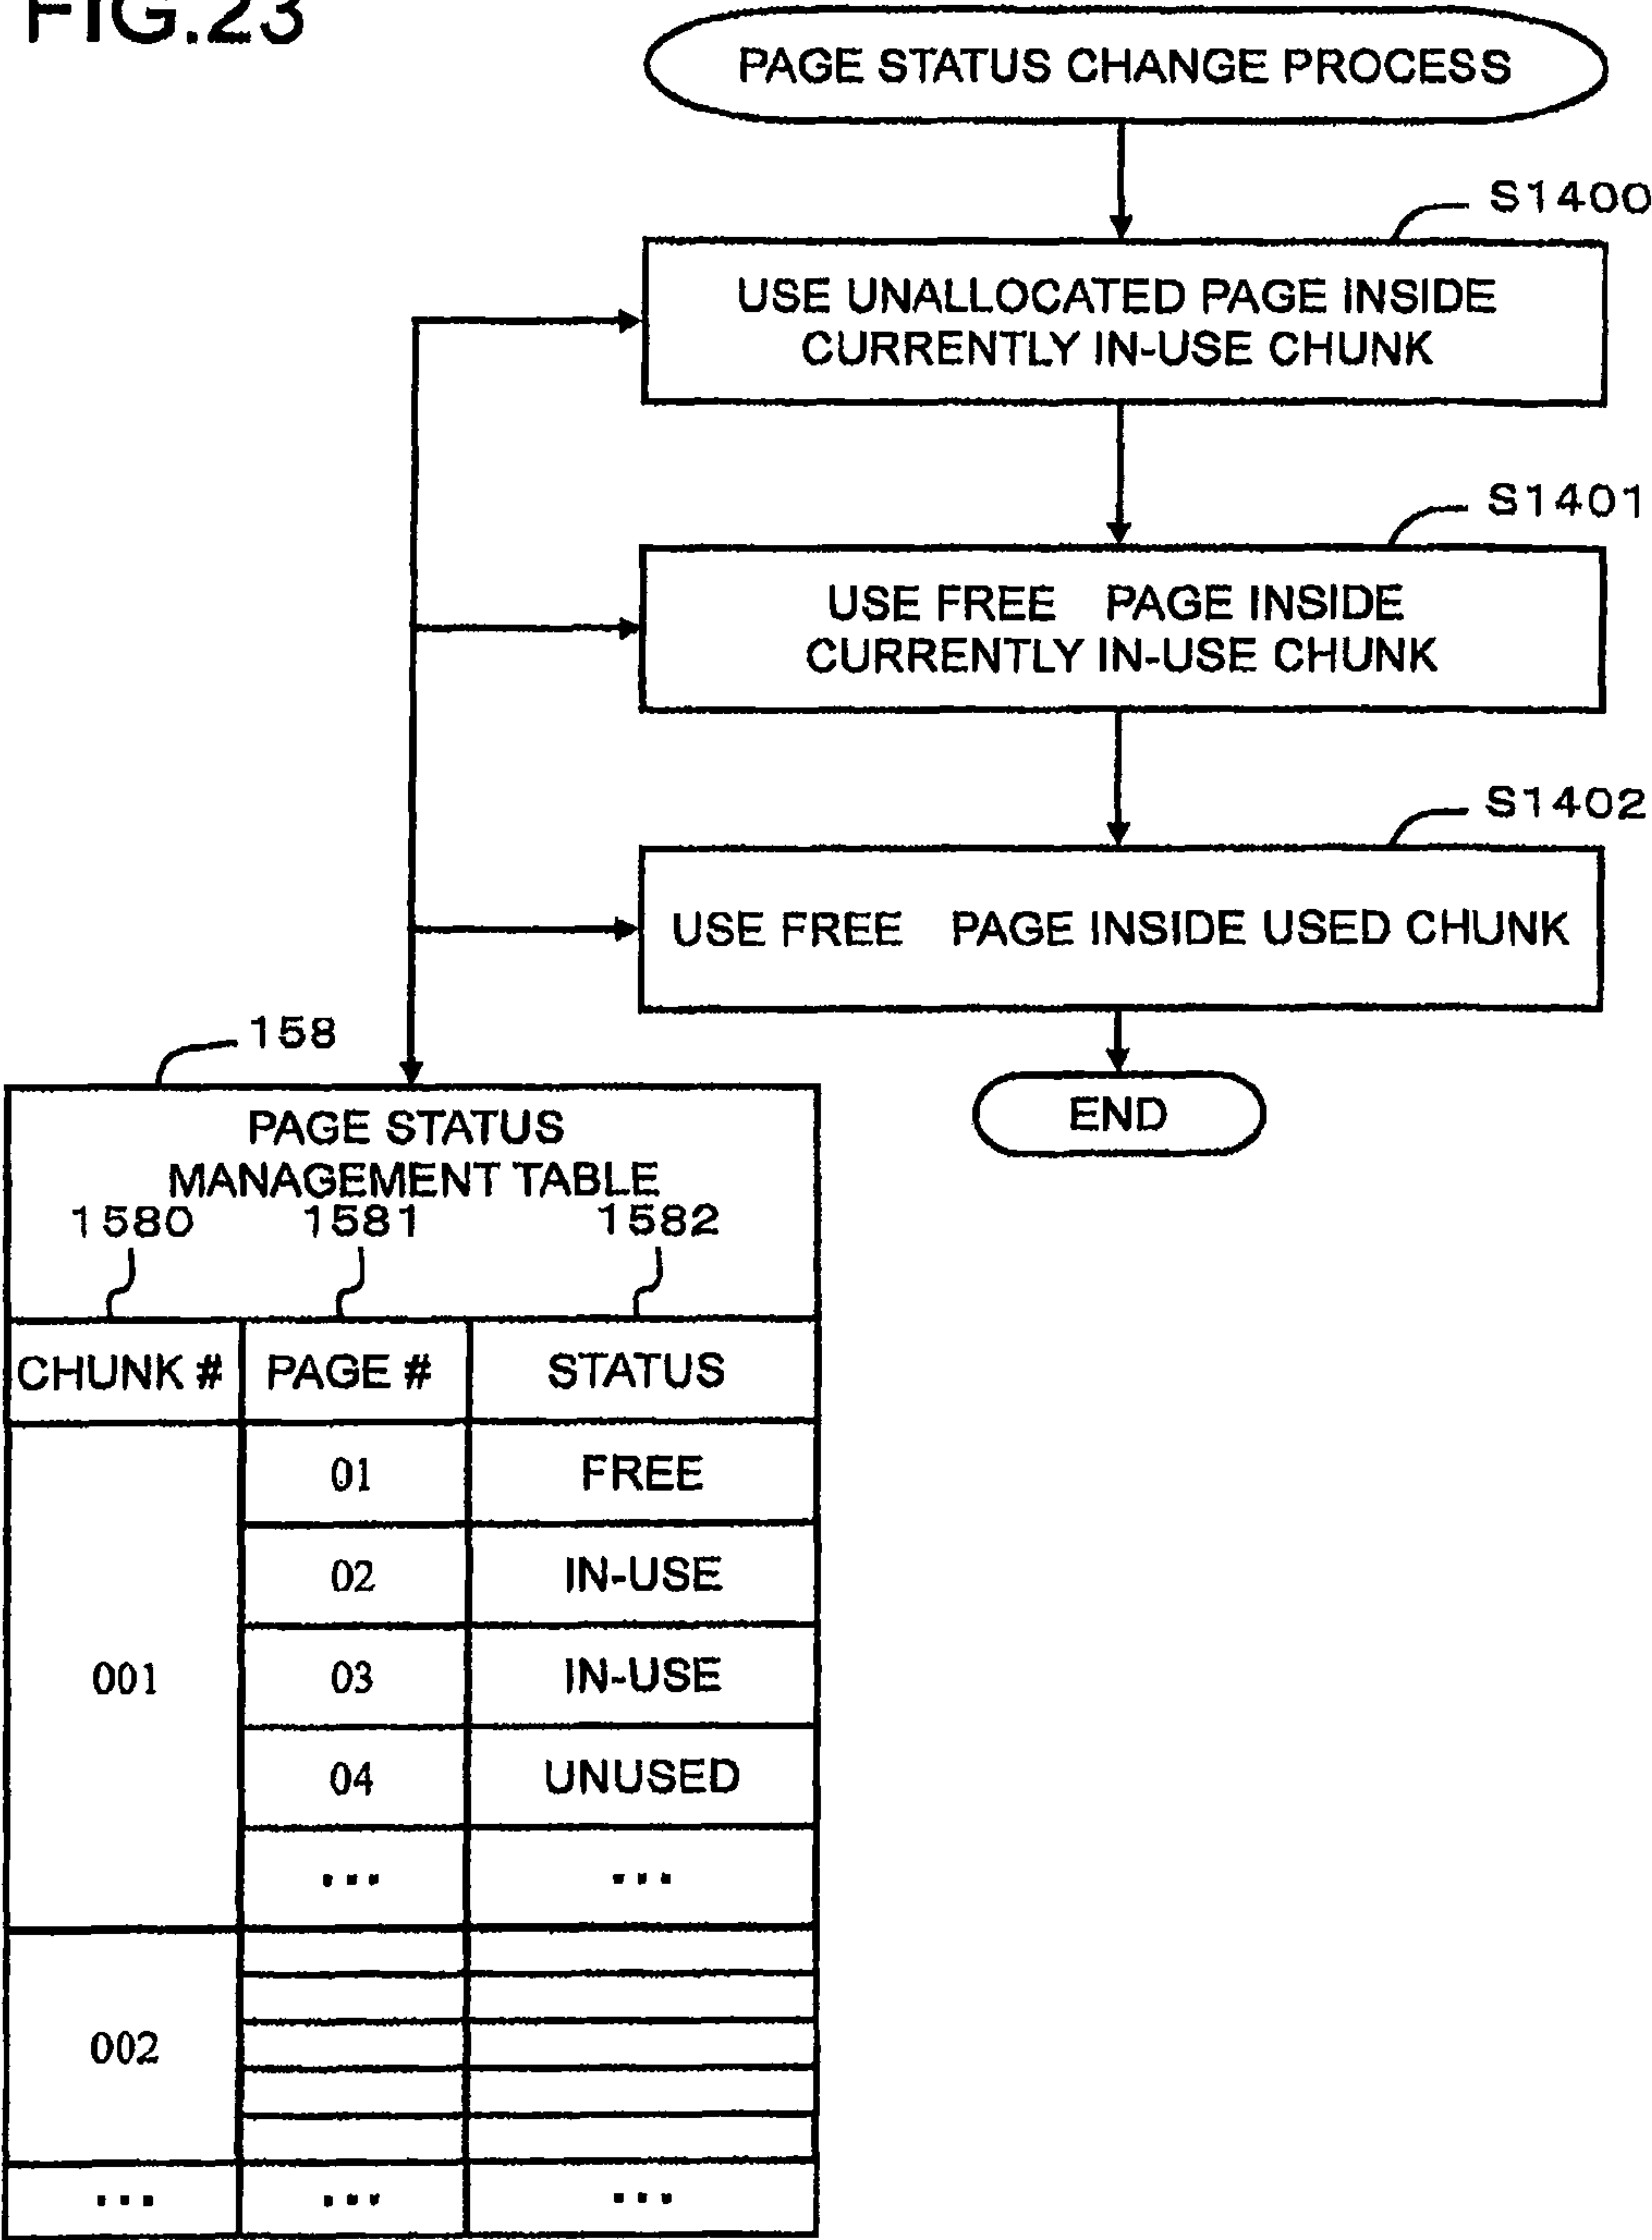 FIG.23
PAGE STATUS CHANGE PROCESS
S1400
USE UNALLOCATED PAGE INSIDE
CURRENTLY IN-USE CHUNK
S1401
USE FREE PAGE INSIDE
CURRENTLY IN-USE CHUNK
S1402
USE FREE PAGE INSIDE USED CHUNK
END
158
PAGE STATUS
MANAGEMENT TABLE
1580 1581 1582
CHUNK # PAGE # STATUS
001
01 FREE
02 IN-USE
03 IN-USE
04 UNUSED
... ...
002
... ... ...